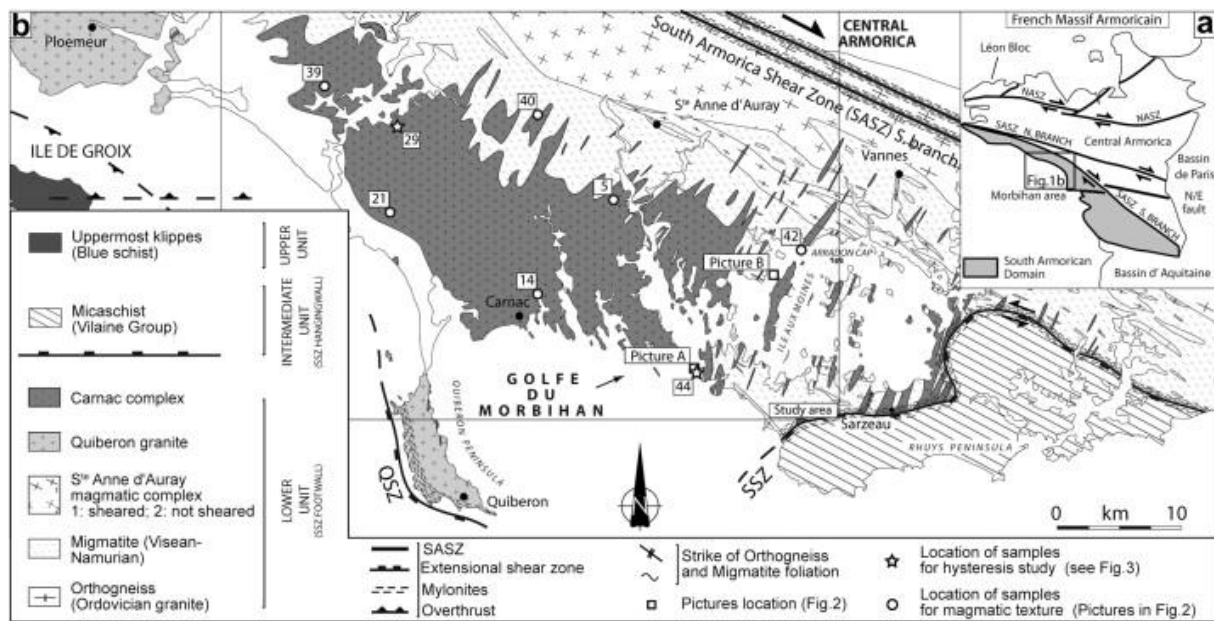 b
Ploemeur
39
40
29
21
5
14
42
44
ILE DE GROIX
South Armorica Shear Zone (SASZ) S. branch
CENTRAL
ARMORICA
Ste Anne d'Auray
Vannes
ARRADON CAP
Picture B
ILE AUX MOINES
Carnac
Picture A
GOLFE
DU
MORBIHAN
Study area
Sarzeau
RHUYS PENINSULA
SSZ
QSZ
QUIBERON PENINSULA
Quiberon
N
0 km 10
a
French Massif Armoricain
Léon Bloc
NASZ
NASZ
SASZ N. BRANCH
Central Armorica
Bassin
de Paris
Fig.1b
Morbihan area
N/E
fault
SASZ S. BRANCH
South Armorican
Domain
Bassin d'Aquitaine
Uppermost klippes
(Blue schist)
UPPER
UNIT
Micaschist
(Vilaine Group)
INTERMEDIATE
UNIT
(SSZ HANGINGWALL)
Carnac complex
Quiberon granite
Ste Anne d'Auray
magmatic complex
1: sheared; 2: not sheared
Migmatite (Visean-
Namurian)
Orthogneiss
(Ordovician granite)
LOWER
UNIT
(SSZ FOOTWALL)
SASZ
Extensional shear zone
Mylonites
Overthrust
Strike of Orthogneiss
and Migmatite foliation
Pictures location (Fig.2)
Location of samples
for hysteresis study (see Fig.3)
Location of samples
for magmatic texture (Pictures in Fig.2)